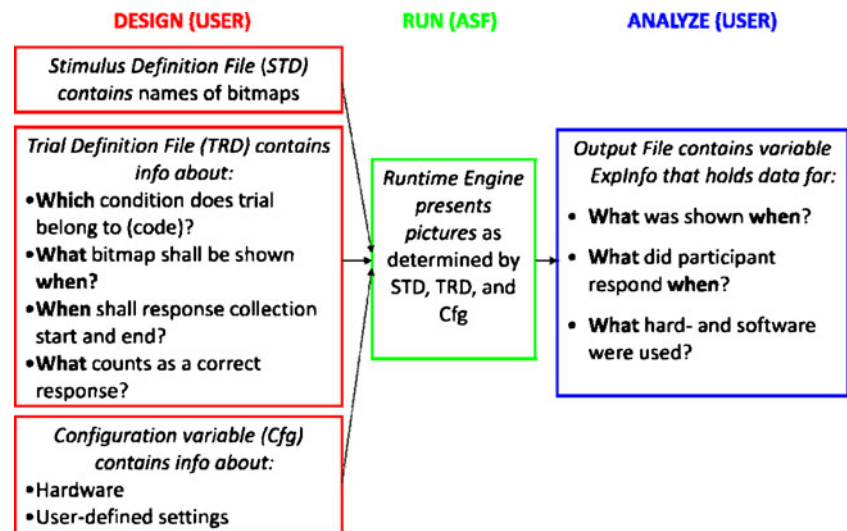 DESIGN (USER)
Stimulus Definition File (STD)
contains names of bitmaps
Trial Definition File (TRD) contains
info about:
•Which condition does trial
belong to (code)?
•What bitmap shall be shown
when?
•When shall response collection
start and end?
•What counts as a correct
response?
Configuration variable (Cfg)
contains info about:
•Hardware
•User-defined settings
RUN (ASF)
Runtime Engine
presents
pictures as
determined by
STD, TRD, and
Cfg
ANALYZE (USER)
Output File contains variable
ExpInfo that holds data for:
• What was shown when?
• What did participant
respond when?
• What hard- and software
were used?